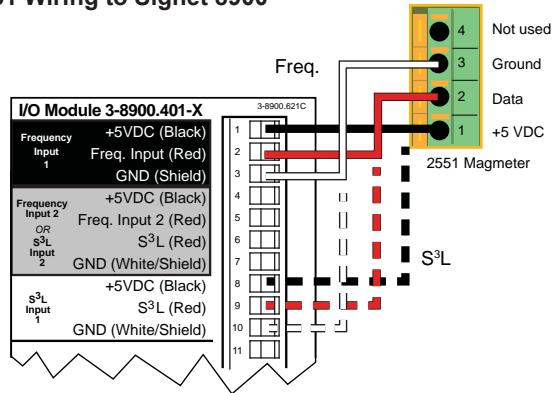 Wiring to Signet 8900
Freq.
4 Not used
3 Ground
2 Data
1 +5 VDC
2551 Magmeter
I/O Module 3-8900.401-X
3-8900.621C
Frequency Input 1
+5VDC (Black)
1
Freq. Input (Red)
2
GND (Shield)
3
Frequency Input 2
OR
S³L Input 2
+5VDC (Black)
4
Freq. Input 2 (Red)
5
S³L (Red)
6
GND (White/Shield)
7
S³L Input 1
+5VDC (Black)
8
S³L (Red)
9
GND (White/Shield)
10
11
S³L